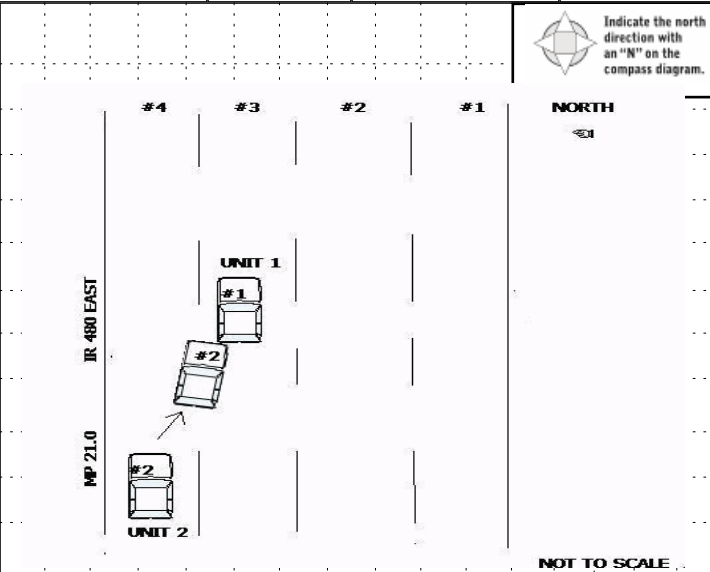 Indicate the north
direction with
an “N” on the
compass diagram.
#4 #3 #2 #1 NORTH
UNIT 1
#1
IR 480 EAST
#2
MP 21.0
#2
UNIT 2
NOT TO SCALE